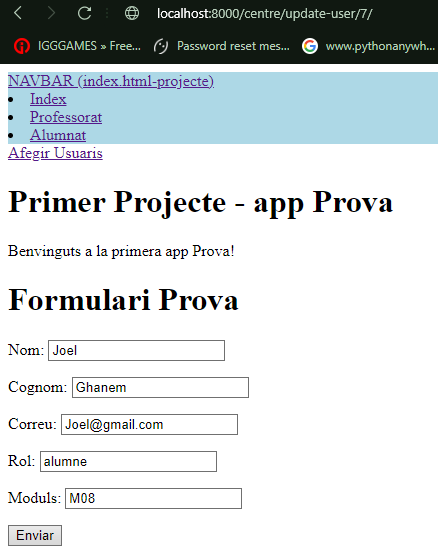 localhost:8000/centre/update-user/7/
IGGGAMES » Free... Password reset mes... www.pythonanywh...
NAVBAR (index.html-projecte)
Index
Professorat
Alumnat
Afegir Usuaris
Primer Projecte - app Prova
Benvinguts a la primera app Prova!
Formulari Prova
Nom: Joel
Cognom: Ghanem
Correu: Joel@gmail.com
Rol: alumne
Moduls: M08
Enviar